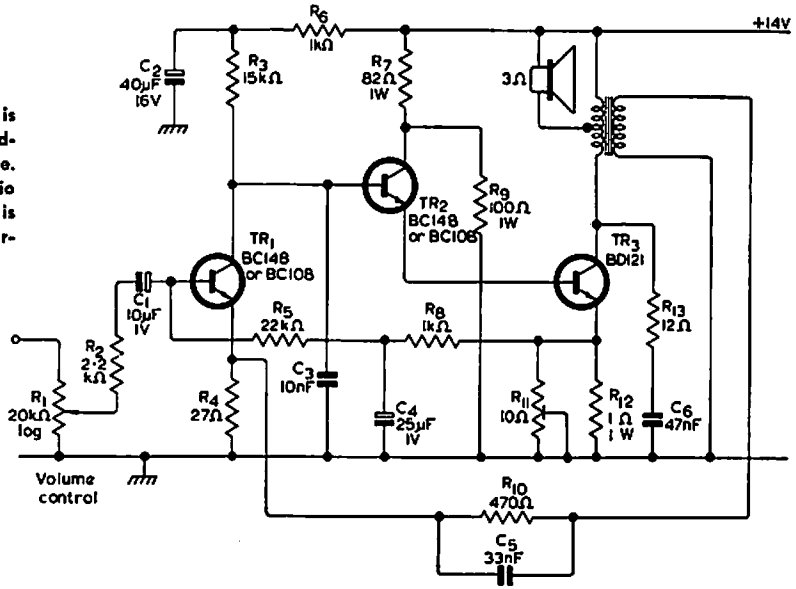 is
d-
e.
io
is
r-
R6
1kΩ
+14V
C2
40µF
16V
R3
15kΩ
R7
82Ω
1W
3Ω
TR1
BC148
or BC108
TR2
BC148
or BC108
R9
100Ω
1W
TR3
BD121
C1
10µF
1V
R5
22kΩ
R8
1kΩ
R13
12Ω
R2
2·2
kΩ
R1
20kΩ
log
R4
27Ω
C3
10nF
C4
25µF
1V
R11
10Ω
R12
1Ω
1W
C6
47nF
Volume
control
R10
470Ω
C5
33nF